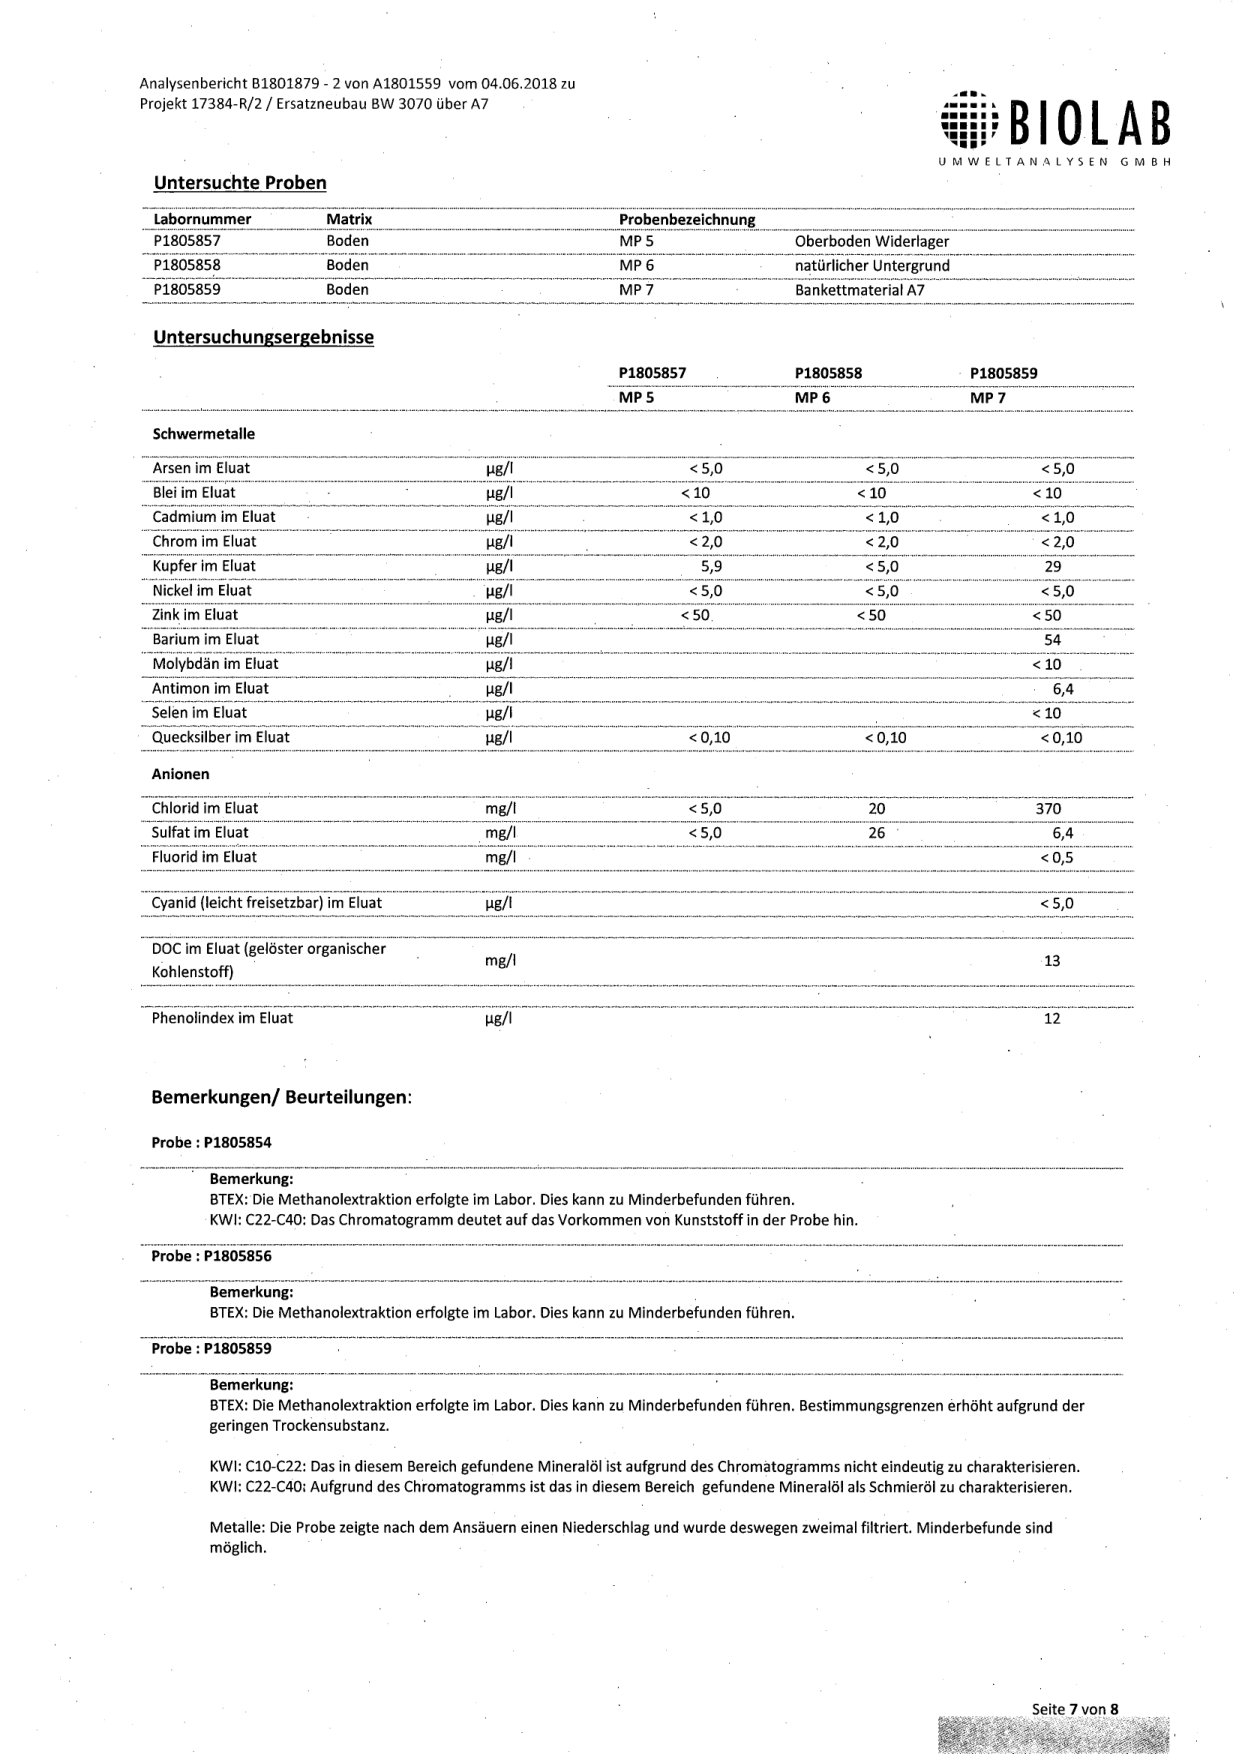 Analysenbericht B1801879 - 2 von A1801559 vom 04.06.2018 zu
Projekt 17384-R/2 / Ersatzneubau BW 3070 über A7
BIOLAB
UMWELTANALYSEN GMBH
Untersuchte Proben
Labornummer Matrix Probenbezeichnung
P1805857 Boden MP 5 Oberboden Widerlager
P1805858 Boden MP 6 natürlicher Untergrund
P1805859 Boden MP 7 Bankettmaterial A7
Untersuchungsergebnisse
P1805857 P1805858 P1805859
MP 5 MP 6 MP 7
Schwermetalle
Arsen im Eluat µg/l < 5,0 < 5,0 < 5,0
Blei im Eluat µg/l < 10 < 10 < 10
Cadmium im Eluat µg/l < 1,0 < 1,0 < 1,0
Chrom im Eluat µg/l < 2,0 < 2,0 < 2,0
Kupfer im Eluat µg/l 5,9 < 5,0 29
Nickel im Eluat µg/l < 5,0 < 5,0 < 5,0
Zink im Eluat µg/l < 50 < 50 < 50
Barium im Eluat µg/l 54
Molybdän im Eluat µg/l < 10
Antimon im Eluat µg/l 6,4
Selen im Eluat µg/l < 10
Quecksilber im Eluat µg/l < 0,10 < 0,10 < 0,10
Anionen
Chlorid im Eluat mg/l < 5,0 20 370
Sulfat im Eluat mg/l < 5,0 26 6,4
Fluorid im Eluat mg/l < 0,5
Cyanid (leicht freisetzbar) im Eluat µg/l < 5,0
DOC im Eluat (gelöster organischer
Kohlenstoff) mg/l 13
Phenolindex im Eluat µg/l 12
Bemerkungen/ Beurteilungen:
Probe : P1805854
Bemerkung:
BTEX: Die Methanolextraktion erfolgte im Labor. Dies kann zu Minderbefunden führen.
KWI: C22-C40: Das Chromatogramm deutet auf das Vorkommen von Kunststoff in der Probe hin.
Probe : P1805856
Bemerkung:
BTEX: Die Methanolextraktion erfolgte im Labor. Dies kann zu Minderbefunden führen.
Probe : P1805859
Bemerkung:
BTEX: Die Methanolextraktion erfolgte im Labor. Dies kann zu Minderbefunden führen. Bestimmungsgrenzen erhöht aufgrund der
geringen Trockensubstanz.
KWI: C10-C22: Das in diesem Bereich gefundene Mineralöl ist aufgrund des Chromatogramms nicht eindeutig zu charakterisieren.
KWI: C22-C40: Aufgrund des Chromatogramms ist das in diesem Bereich gefundene Mineralöl als Schmieröl zu charakterisieren.
Metalle: Die Probe zeigte nach dem Ansäuern einen Niederschlag und wurde deswegen zweimal filtriert. Minderbefunde sind
möglich.
Seite 7 von 8